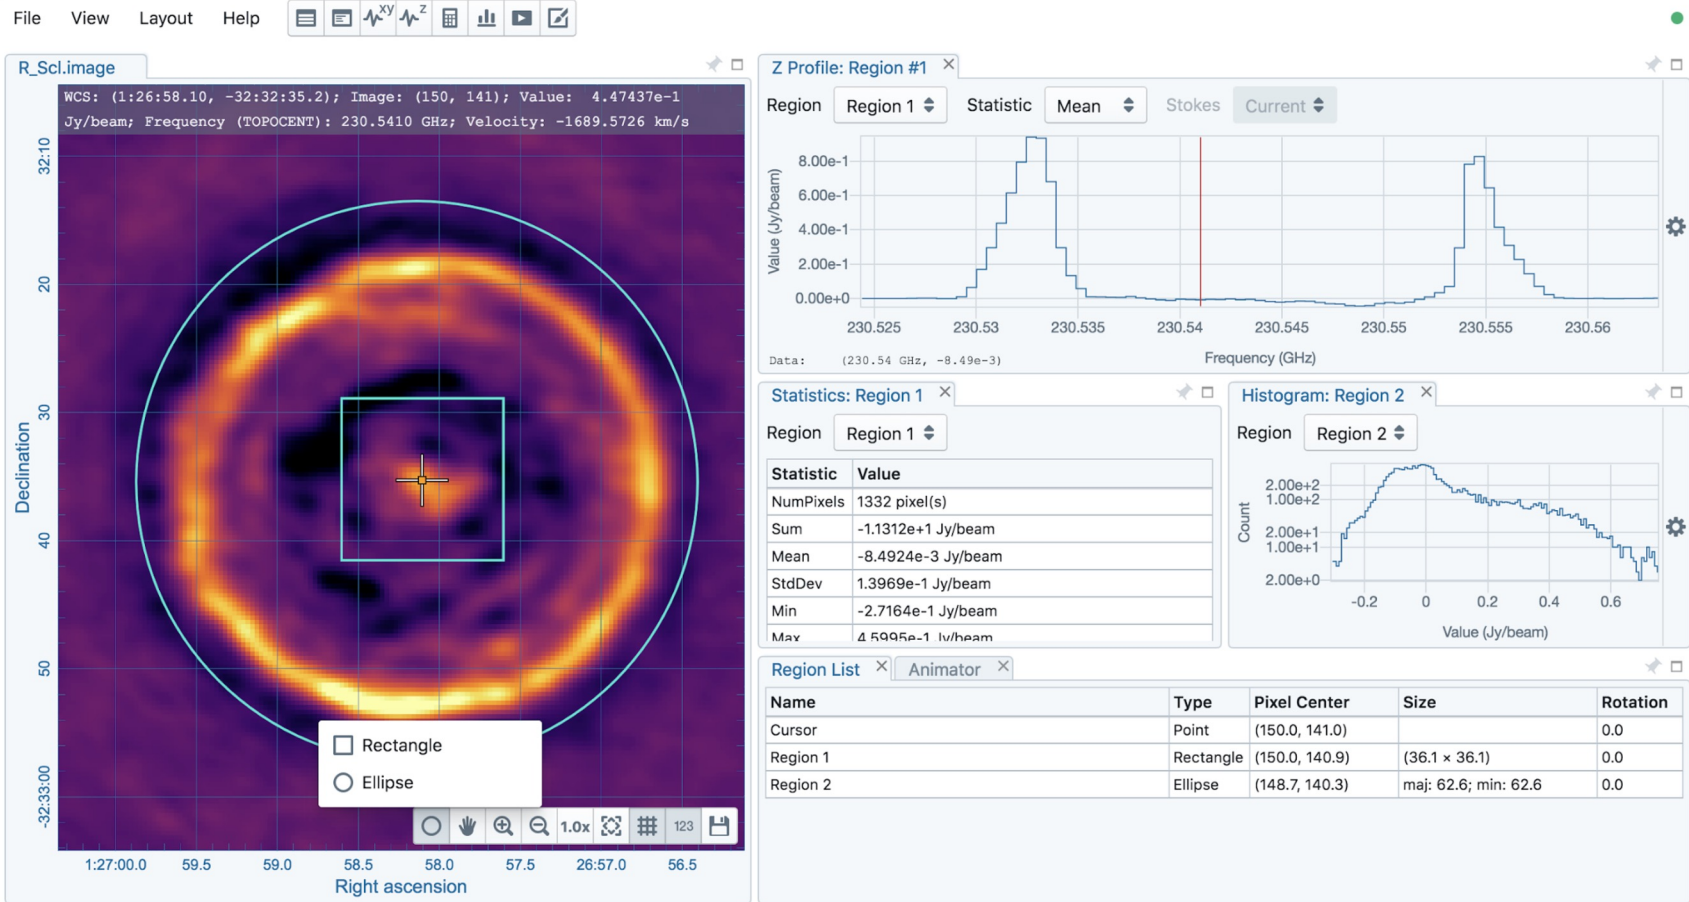 File View Layout Help
xy z
R_Scl.image
WCS: (1:26:58.10, -32:32:35.2); Image: (150, 141); Value: 4.47437e-1
Jy/beam; Frequency (TOPOCENT): 230.5410 GHz; Velocity: -1689.5726 km/s
32:10
20
30
40
50
-32:33:00
Declination
Rectangle
Ellipse
1.0x 123
1:27:00.0 59.5 59.0 58.5 58.0 57.5 26:57.0 56.5
Right ascension
Z Profile: Region #1
Region Region 1 Statistic Mean Stokes Current
Value (Jy/beam)
8.00e-1
6.00e-1
4.00e-1
2.00e-1
0.00e+0
230.525 230.53 230.535 230.54 230.545 230.55 230.555 230.56
Data: (230.54 GHz, -8.49e-3)
Frequency (GHz)
Statistics: Region 1
Region Region 1
Statistic Value
NumPixels 1332 pixel(s)
Sum -1.1312e+1 Jy/beam
Mean -8.4924e-3 Jy/beam
StdDev 1.3969e-1 Jy/beam
Min -2.7164e-1 Jy/beam
Max 4.5995e-1 Jy/beam
Histogram: Region 2
Region Region 2
Count
2.00e+2
1.00e+2
2.00e+1
1.00e+1
2.00e+0
-0.2 0 0.2 0.4 0.6
Value (Jy/beam)
Region List Animator
Name Type Pixel Center Size Rotation
Cursor Point (150.0, 141.0) 0.0
Region 1 Rectangle (150.0, 140.9) (36.1 × 36.1) 0.0
Region 2 Ellipse (148.7, 140.3) maj: 62.6; min: 62.6 0.0